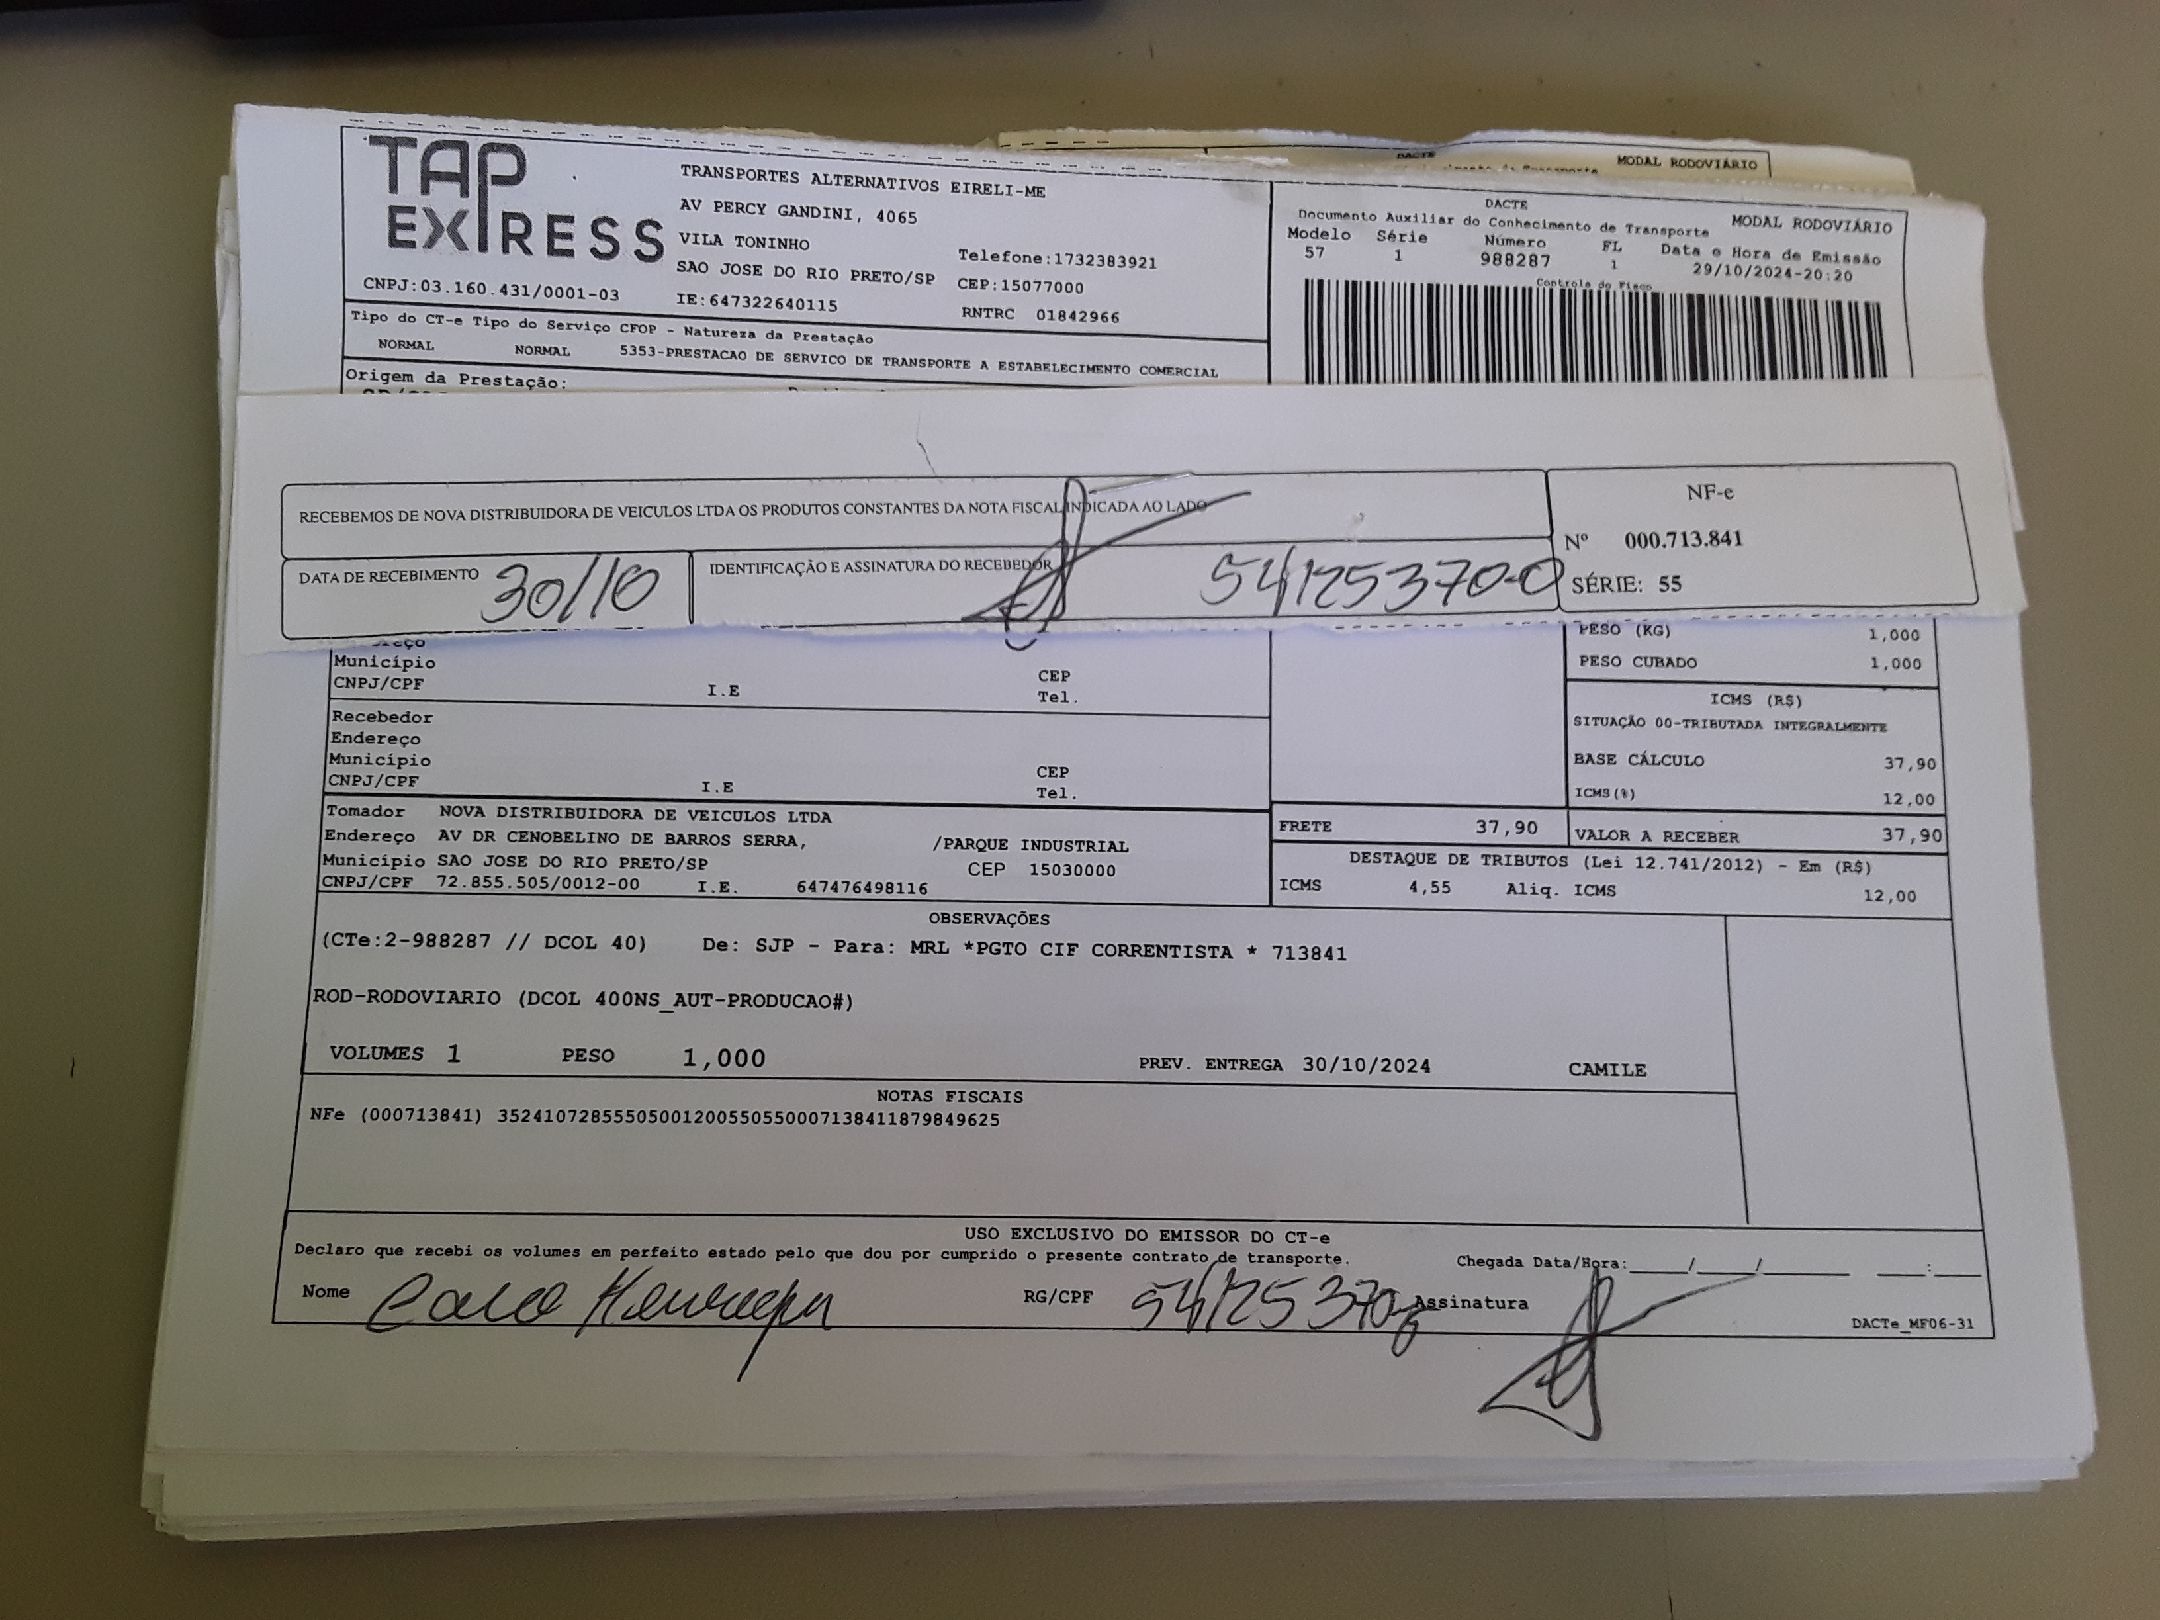 DACTE MODAL RODOVIÁRIO
TAP EXPRESS
TRANSPORTES ALTERNATIVOS EIRELI-ME
AV PERCY GANDINI, 4065
VILA TONINHO Telefone:1732383921
SAO JOSE DO RIO PRETO/SP CEP:15077000
CNPJ:03.160.431/0001-03 IE:647322640115 RNTRC 01842966
DACTE MODAL RODOVIÁRIO
Documento Auxiliar do Conhecimento de Transporte
Modelo Série Número FL Data e Hora de Emissão
57 1 988287 1 29/10/2024-20:20
Controle do Fisco
Tipo do CT-e Tipo do Serviço CFOP - Natureza da Prestação
NORMAL NORMAL 5353-PRESTACAO DE SERVICO DE TRANSPORTE A ESTABELECIMENTO COMERCIAL
Origem da Prestação:
RECEBEMOS DE NOVA DISTRIBUIDORA DE VEICULOS LTDA OS PRODUTOS CONSTANTES DA NOTA FISCAL INDICADA AO LADO
NF-e
Nº 000.713.841
SÉRIE: 55
DATA DE RECEBIMENTO 30/10 IDENTIFICAÇÃO E ASSINATURA DO RECEBEDOR 54125370-0
PESO (KG) 1,000
Município CEP PESO CUBADO 1,000
CNPJ/CPF I.E Tel.
ICMS (R$)
Recebedor SITUAÇÃO 00-TRIBUTADA INTEGRALMENTE
Endereço
Município CEP BASE CÁLCULO 37,90
CNPJ/CPF I.E Tel. ICMS(%) 12,00
Tomador NOVA DISTRIBUIDORA DE VEICULOS LTDA FRETE 37,90 VALOR A RECEBER 37,90
Endereço AV DR CENOBELINO DE BARROS SERRA, /PARQUE INDUSTRIAL
Município SAO JOSE DO RIO PRETO/SP CEP 15030000 DESTAQUE DE TRIBUTOS (Lei 12.741/2012) - Em (R$)
CNPJ/CPF 72.855.505/0012-00 I.E. 647476498116 ICMS 4,55 Aliq. ICMS 12,00
OBSERVAÇÕES
(CTe:2-988287 // DCOL 40) De: SJP - Para: MRL *PGTO CIF CORRENTISTA * 713841
ROD-RODOVIARIO (DCOL 400NS_AUT-PRODUCAO#)
VOLUMES 1 PESO 1,000 PREV. ENTREGA 30/10/2024 CAMILE
NOTAS FISCAIS
NFe (000713841) 35241072855505001200550550007138411879849625
USO EXCLUSIVO DO EMISSOR DO CT-e
Declaro que recebi os volumes em perfeito estado pelo que dou por cumprido o presente contrato de transporte. Chegada Data/Hora:____/____/______ ___:___
Nome RG/CPF 54125370 Assinatura
DACTe_MF06-31